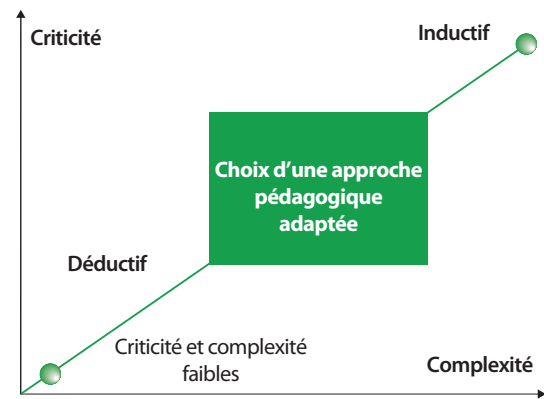 Criticité
Inductif
Choix d’une approche
pédagogique
adaptée
Déductif
Criticité et complexité
faibles
Complexité